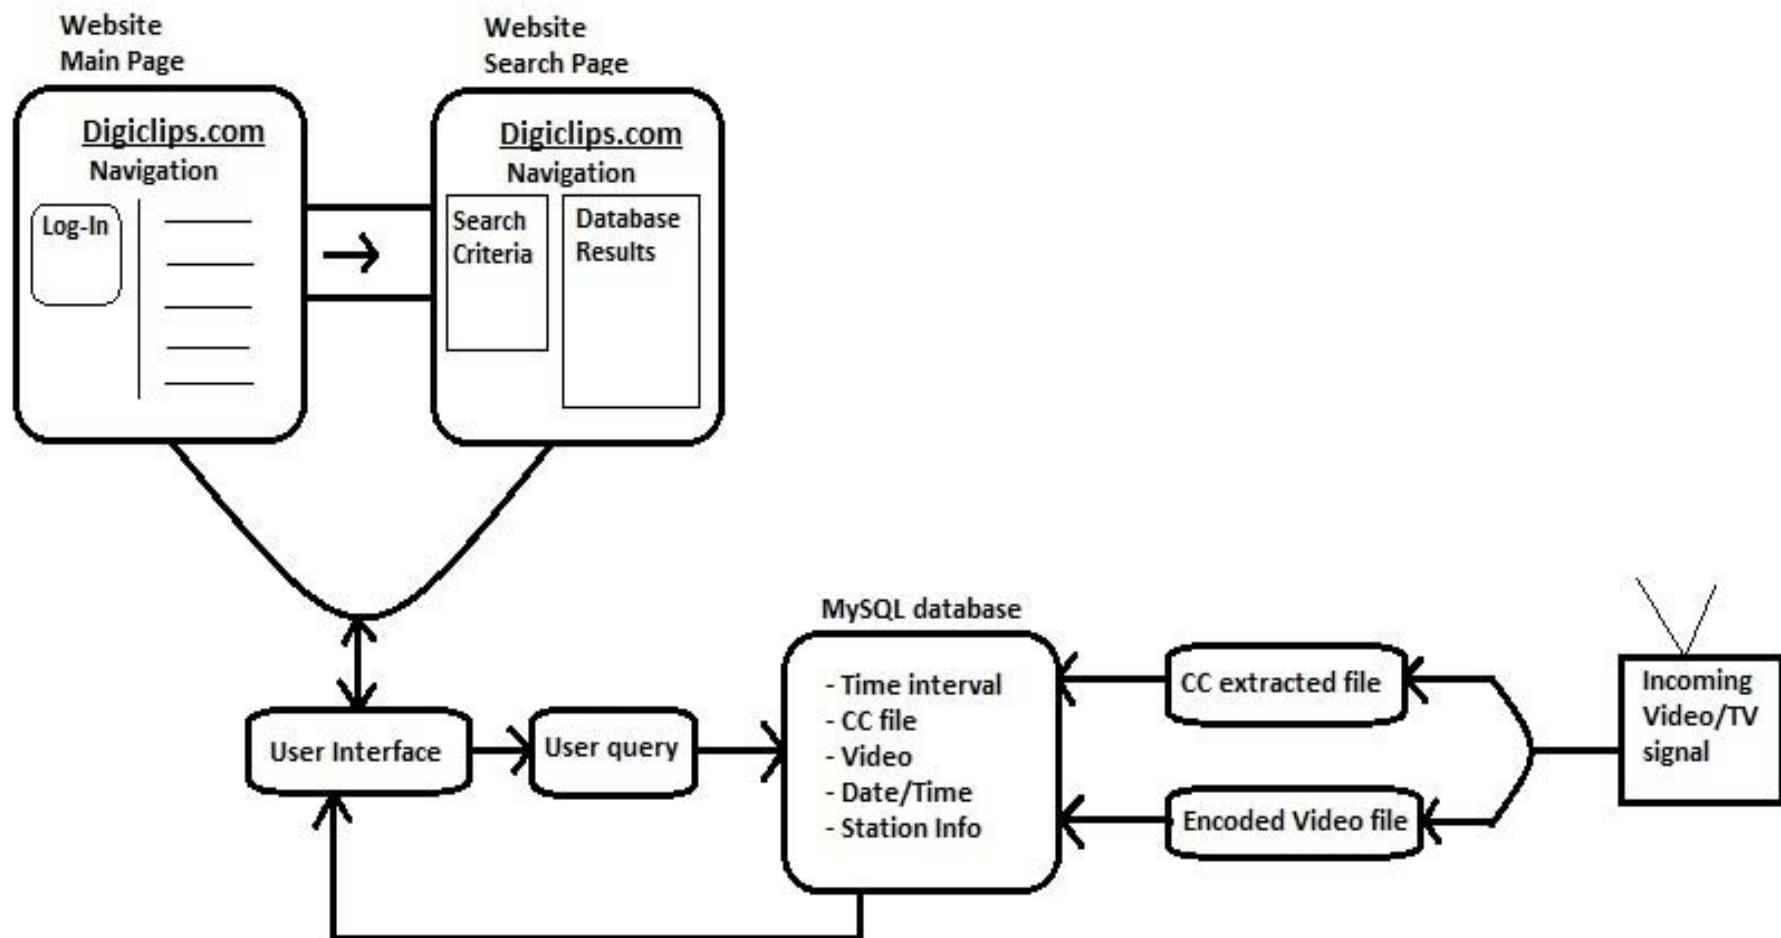 Website
Main Page
Website
Search Page
Digiclips.com
Navigation
Log-In
Digiclips.com
Navigation
Search
Criteria
Database
Results
MySQL database
- Time interval
- CC file
- Video
- Date/Time
- Station Info
User Interface
User query
CC extracted file
Encoded Video file
Incoming
Video/TV
signal